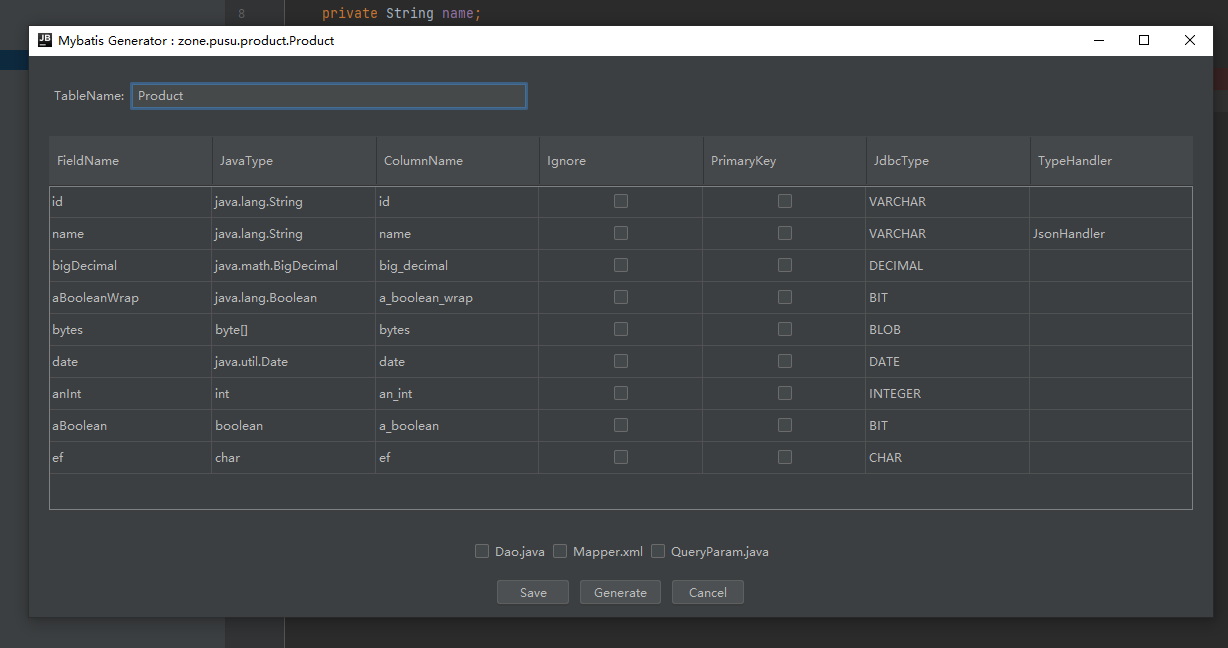 8 private String name;
JB Mybatis Generator : zone.pusu.product.Product
TableName: Product
FieldName JavaType ColumnName Ignore PrimaryKey JdbcType TypeHandler
id java.lang.String id VARCHAR
name java.lang.String name VARCHAR JsonHandler
bigDecimal java.math.BigDecimal big_decimal DECIMAL
aBooleanWrap java.lang.Boolean a_boolean_wrap BIT
bytes byte[] bytes BLOB
date java.util.Date date DATE
anInt int an_int INTEGER
aBoolean boolean a_boolean BIT
ef char ef CHAR
Dao.java Mapper.xml QueryParam.java
Save Generate Cancel